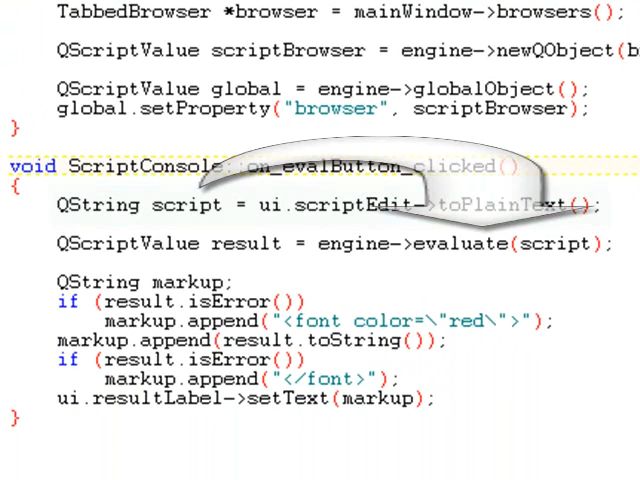 TabbedBrowser *browser = mainWindow->browsers();
QScriptValue scriptBrowser = engine->newQObject(b
QScriptValue global = engine->globalObject();
global.setProperty("browser", scriptBrowser);
}
void ScriptConsole::on_evalButton_clicked()
{
QString script = ui.scriptEdit->toPlainText();
QScriptValue result = engine->evaluate(script);
QString markup;
if (result.isError())
markup.append("<font color=\"red\">");
markup.append(result.toString());
if (result.isError())
markup.append("</font>");
ui.resultLabel->setText(markup);
}